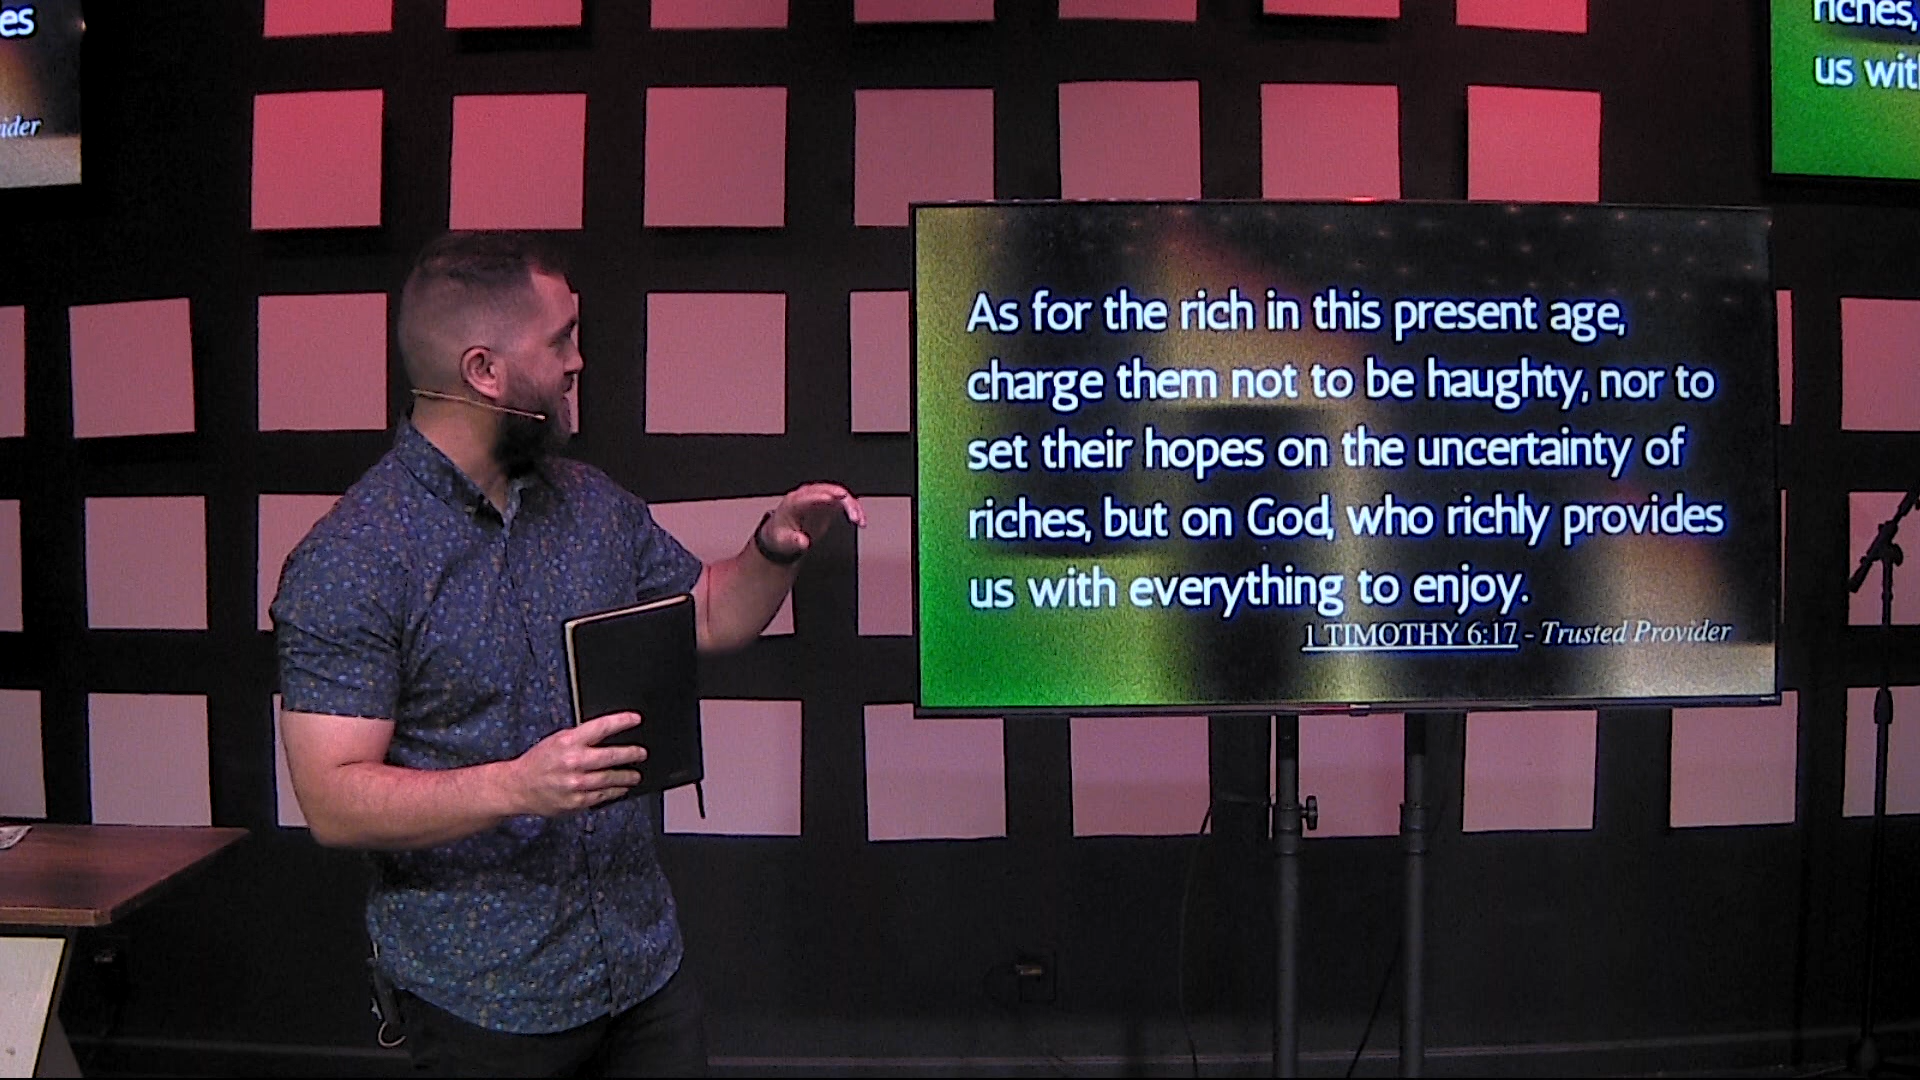 es
ider
riches,
us wit
As for the rich in this present age,
charge them not to be haughty, nor to
set their hopes on the uncertainty of
riches, but on God, who richly provides
us with everything to enjoy.
1 TIMOTHY 6:17 - Trusted Provider